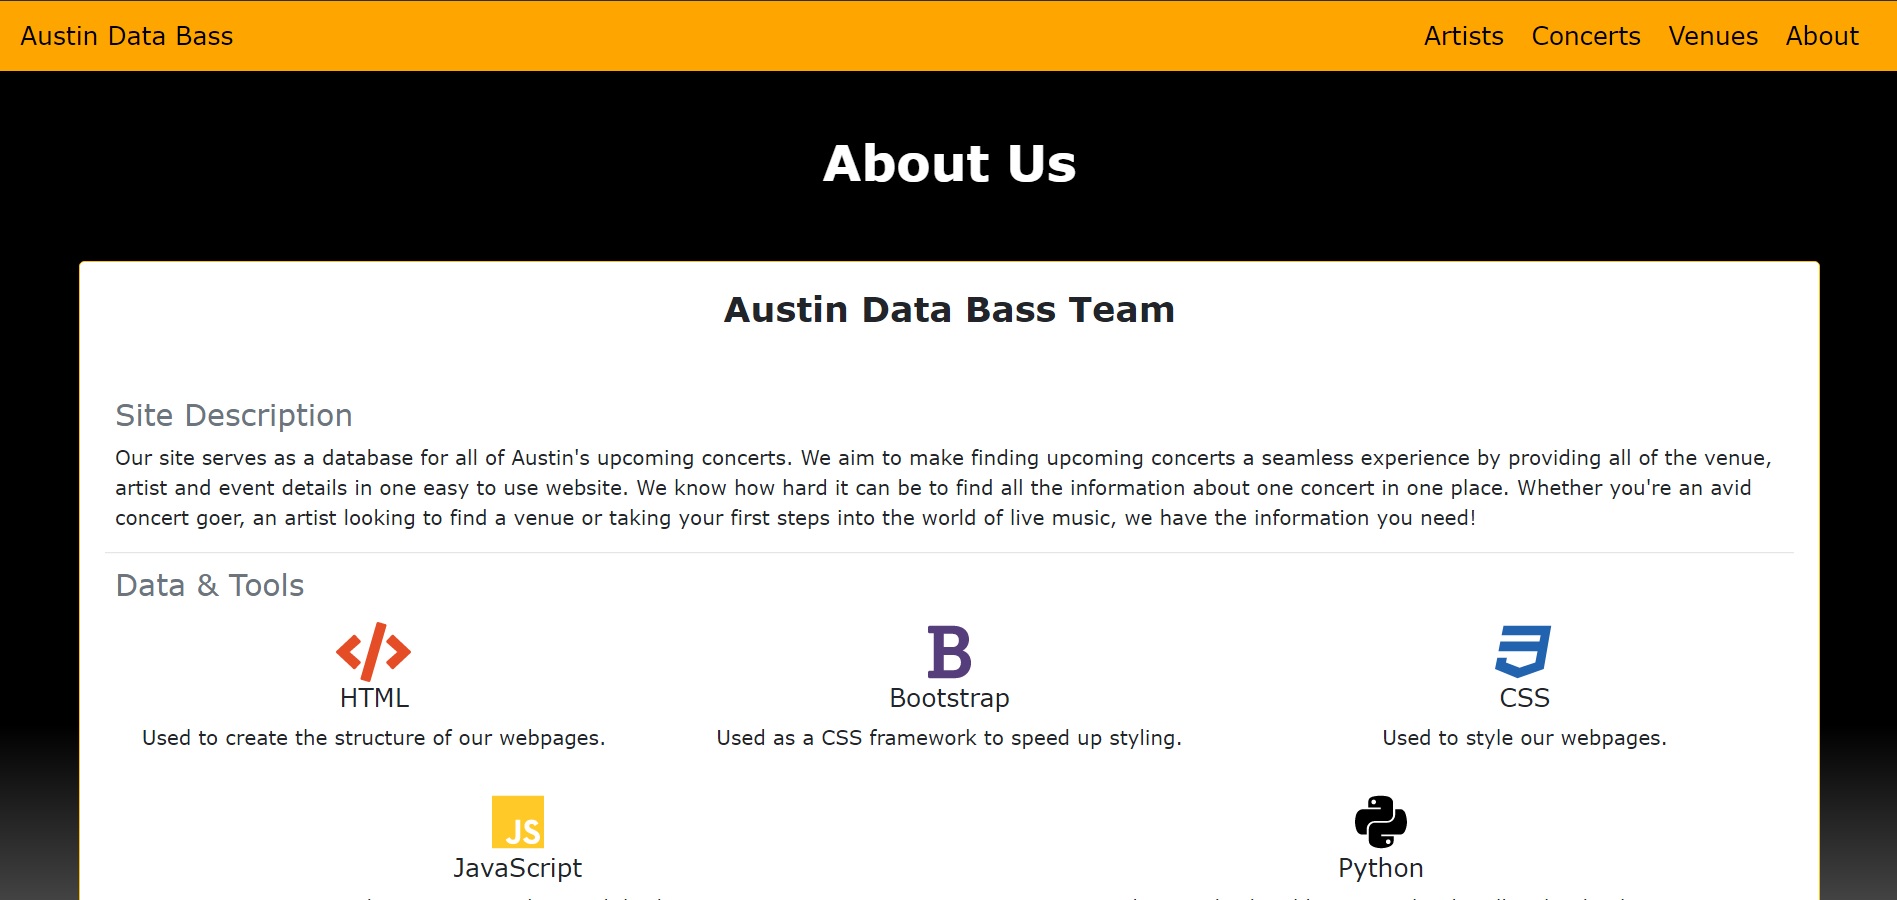 Austin Data Bass
Artists Concerts Venues About
About Us
Austin Data Bass Team
Site Description
Our site serves as a database for all of Austin's upcoming concerts. We aim to make finding upcoming concerts a seamless experience by providing all of the venue,
artist and event details in one easy to use website. We know how hard it can be to find all the information about one concert in one place. Whether you're an avid
concert goer, an artist looking to find a venue or taking your first steps into the world of live music, we have the information you need!
Data & Tools
HTML
Bootstrap
CSS
Used to create the structure of our webpages.
Used as a CSS framework to speed up styling.
Used to style our webpages.
JS
JavaScript
Python